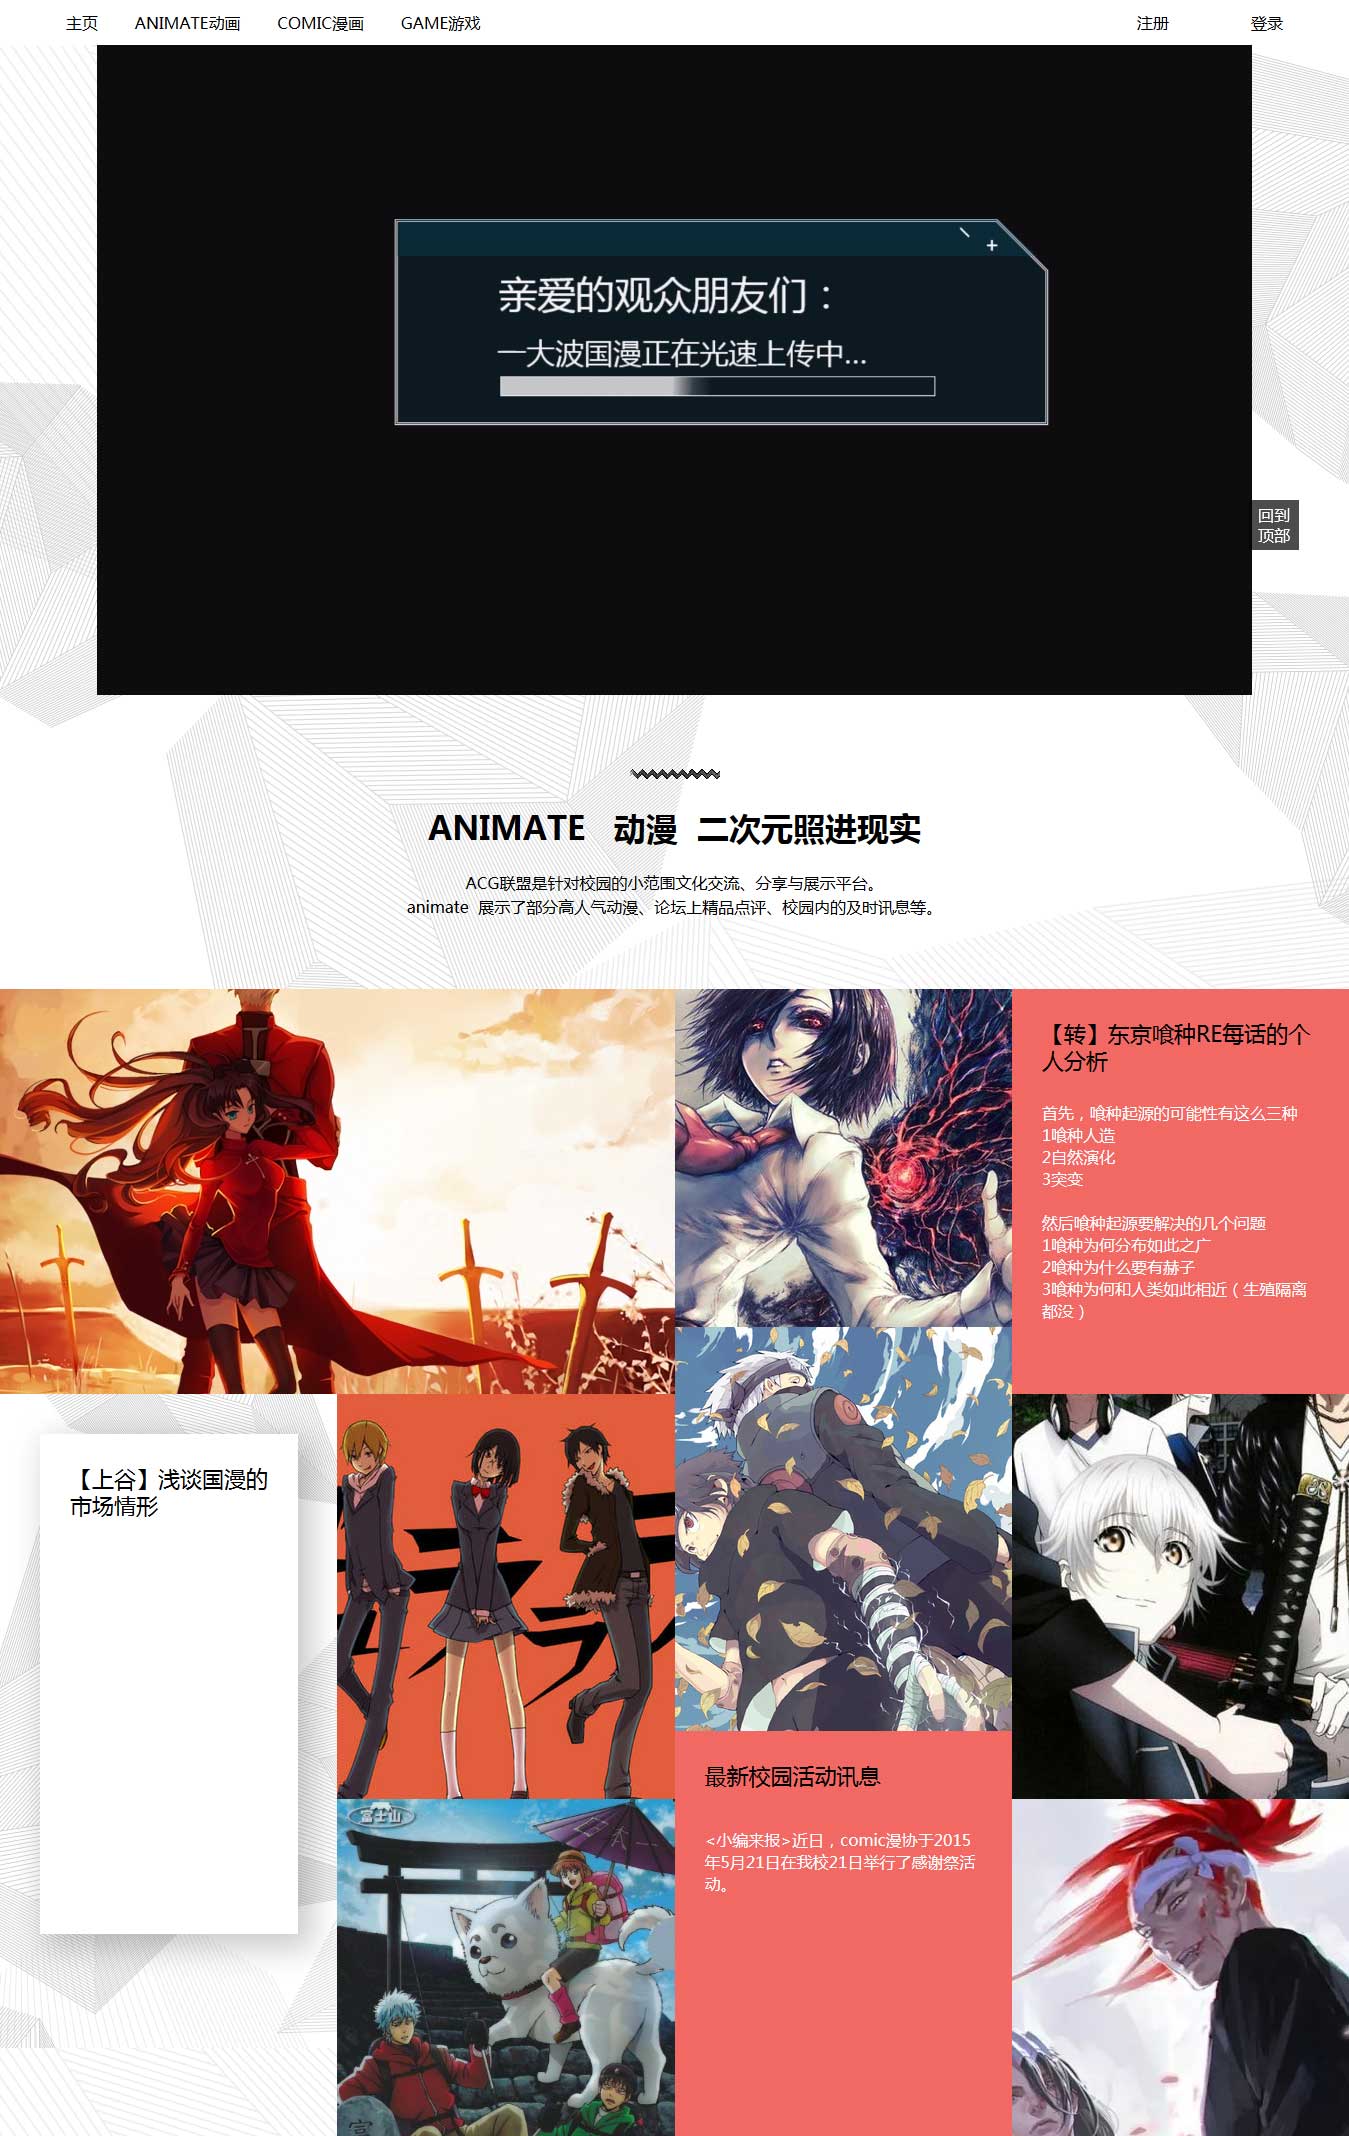 主页 ANIMATE动画 COMIC漫画 GAME游戏 注册 登录
亲爱的观众朋友们：
一大波国漫正在光速上传中...
回到
顶部
ANIMATE 动漫 二次元照进现实
ACG联盟是针对校园的小范围文化交流、分享与展示平台。
animate 展示了部分高人气动漫、论坛上精品点评、校园内的及时讯息等。
【转】东京喰种RE每话的个
人分析
首先，喰种起源的可能性有这么三种
1喰种人造
2自然演化
3突变
然后喰种起源要解决的几个问题
1喰种为何分布如此之广
2喰种为什么要有赫子
3喰种为何和人类如此相近（生殖隔离
都没）
【上谷】浅谈国漫的
市场情形
最新校园活动讯息
<小编来报>近日，comic漫协于2015
年5月21日在我校21日举行了感谢祭活
动。
富士山